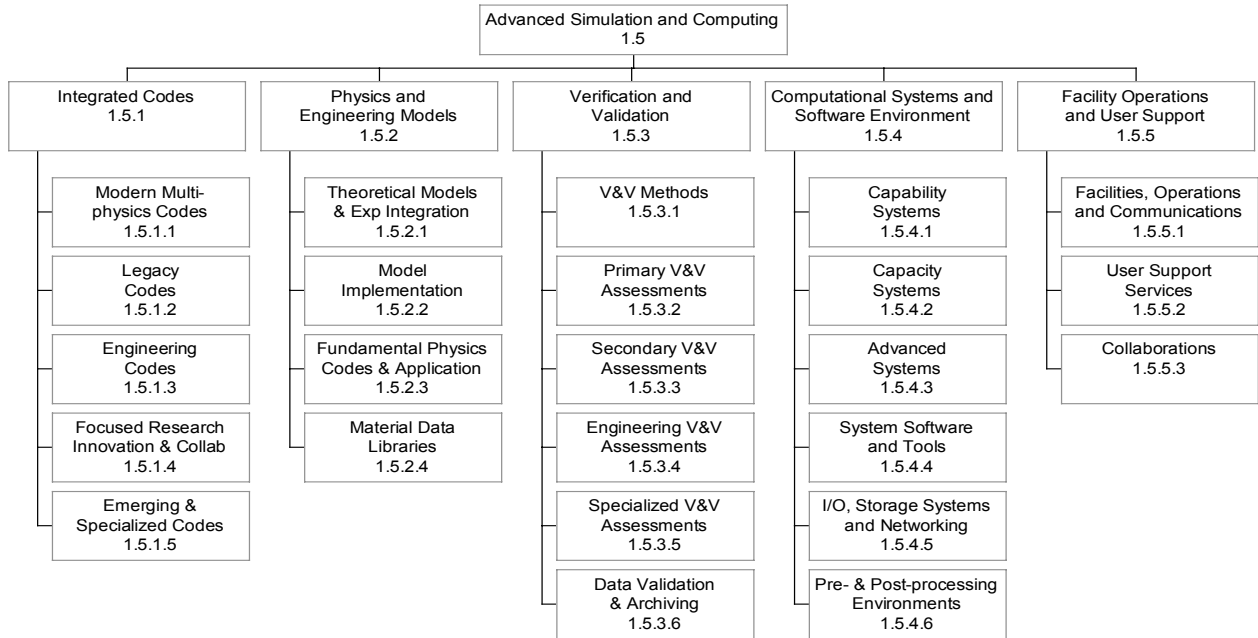 Advanced Simulation and Computing
1.5
Integrated Codes
1.5.1
Physics and
Engineering Models
1.5.2
Verification and
Validation
1.5.3
Computational Systems and
Software Environment
1.5.4
Facility Operations
and User Support
1.5.5
Modern Multi-
physics Codes
1.5.1.1
Legacy
Codes
1.5.1.2
Engineering
Codes
1.5.1.3
Focused Research
Innovation & Collab
1.5.1.4
Emerging &
Specialized Codes
1.5.1.5
Theoretical Models
& Exp Integration
1.5.2.1
Model
Implementation
1.5.2.2
Fundamental Physics
Codes & Application
1.5.2.3
Material Data
Libraries
1.5.2.4
V&V Methods
1.5.3.1
Primary V&V
Assessments
1.5.3.2
Secondary V&V
Assessments
1.5.3.3
Engineering V&V
Assessments
1.5.3.4
Specialized V&V
Assessments
1.5.3.5
Data Validation
& Archiving
1.5.3.6
Capability
Systems
1.5.4.1
Capacity
Systems
1.5.4.2
Advanced
Systems
1.5.4.3
System Software
and Tools
1.5.4.4
I/O, Storage Systems
and Networking
1.5.4.5
Pre- & Post-processing
Environments
1.5.4.6
Facilities, Operations
and Communications
1.5.5.1
User Support
Services
1.5.5.2
Collaborations
1.5.5.3